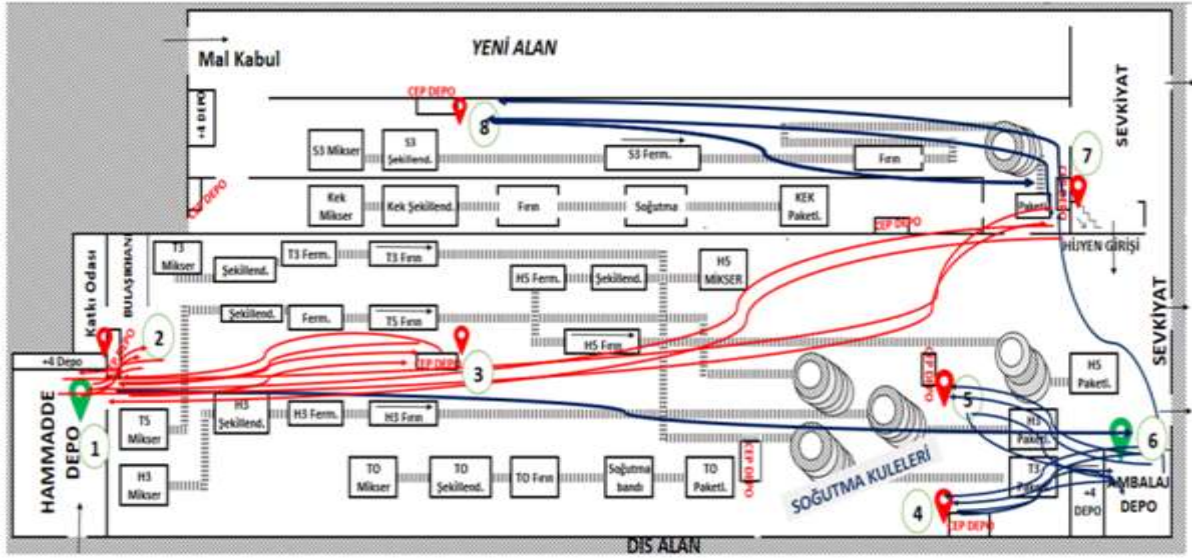 YENİ ALAN
Mal Kabul
SEVKİYAT
+4 DEPO
CEP DEPO
8
7
S3 Mikser
S3
Şekillend.
S3 Ferm.
Fırın
CEP DEPO
Kek
Mikser
Kek Şekillend.
Fırın
Soğutma
KEK
Paketl.
CEP DEPO
HİJYEN GİRİŞİ
Katkı Odası
T3
Mikser
Şekillend.
T3 Ferm.
T3 Fırın
H5 Ferm.
Şekillend.
H5
MİKSER
SEVKİYAT
Şekillend.
Ferm.
T5 Fırın
H5 Fırın
2
+4 Depo
CEP DEPO
3
CEP DEPO
5
H5
Paketl.
HAMMADDE
DEPO
1
T5
Mikser
H3
Şekillend.
H3 Ferm.
H3 Fırın
H3
Paketl.
6
H3
Mikser
TO
Mikser
TO
Şekillend.
TO Fırın
Soğutma
bandı
TO
Paketl.
CEP DEPO
SOĞUTMA KULELERİ
T3
4
CEP DEPO
+4
DEPO
AMBALAJ
DEPO
DIS ALAN